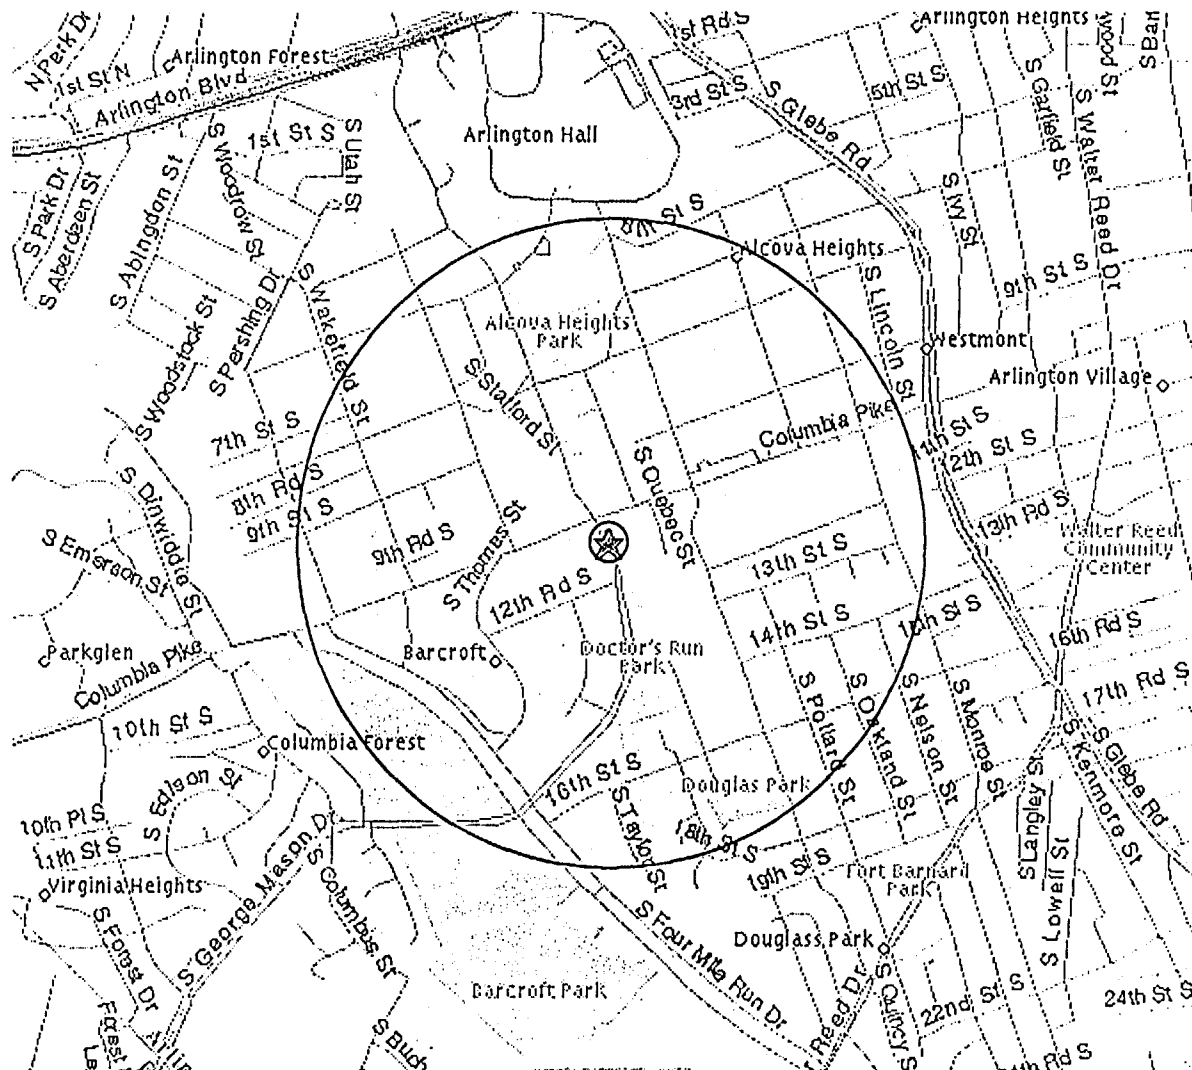 Arlington Heights
1st Rd S
N Perk Dr
Arlington Forest
1st St N
Arlington Blvd
3rd St S
5th St S
S Garfield St
S Glebe Rd
S Walter Reed Dr
1st St S
S Utah St
Arlington Hall
S Woodrow St
S Park Dr
S Aberdeen St
S Abingdon St
S Ivy St
St S
Alcova Heights
9th St S
S Pershing Dr
S Wakefield St
S Lincoln St
S Woodstock St
Alcova Heights
Park
Westmont
Arlington Village
S Stafford St
Columbia Pike
7th St S
11th St S
12th St S
8th Rd S
9th St S
S Dinwiddie St
S Quebec St
13th Rd S
Walter Reed
Community
Center
S Emerson St
9th Rd S
S Thomas St
13th St S
12th Rd S
14th St S
16th Rd S
Parkglen
Columbia Pike
Barcroft
Doctor's Run
Park
17th Rd S
S Pollard St
S Oakland St
S Nelson St
S Monroe St
10th St S
Columbia Forest
S Kenmore St
S Glebe Rd
S Edison St
16th St S
Douglas Park
S Langley St
10th Pl S
11th St S
S Taylor St
18th St S
19th St S
Virginia Heights
S George Mason Dr
S Columbus St
Fort Barnard
Park
S Lowell St
S Forest Dr
S Four Mile Run Dr
Douglass Park
Barcroft Park
Reed Dr
S Quincy S
22nd St S
24th St S
S Buch